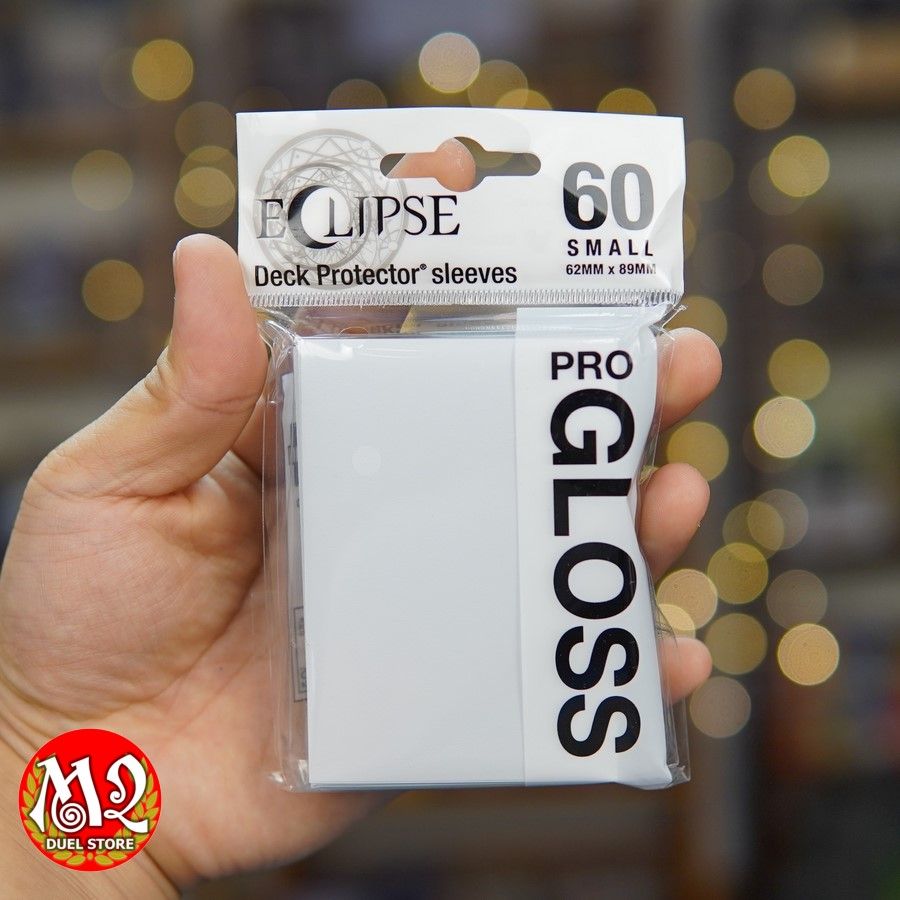 ECLIPSE
Deck Protector® sleeves
60
SMALL
62MM x 89MM
PRO
GLOSS
M2
DUEL STORE